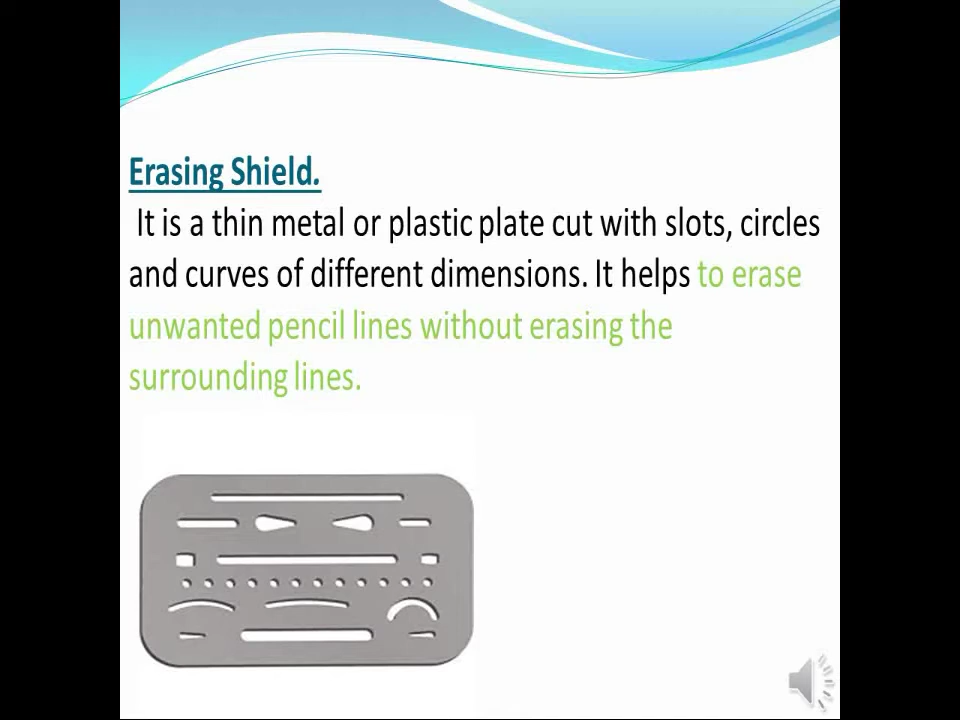 Erasing Shield.
It is a thin metal or plastic plate cut with slots, circles
and curves of different dimensions. It helps to erase
unwanted pencil lines without erasing the
surrounding lines.